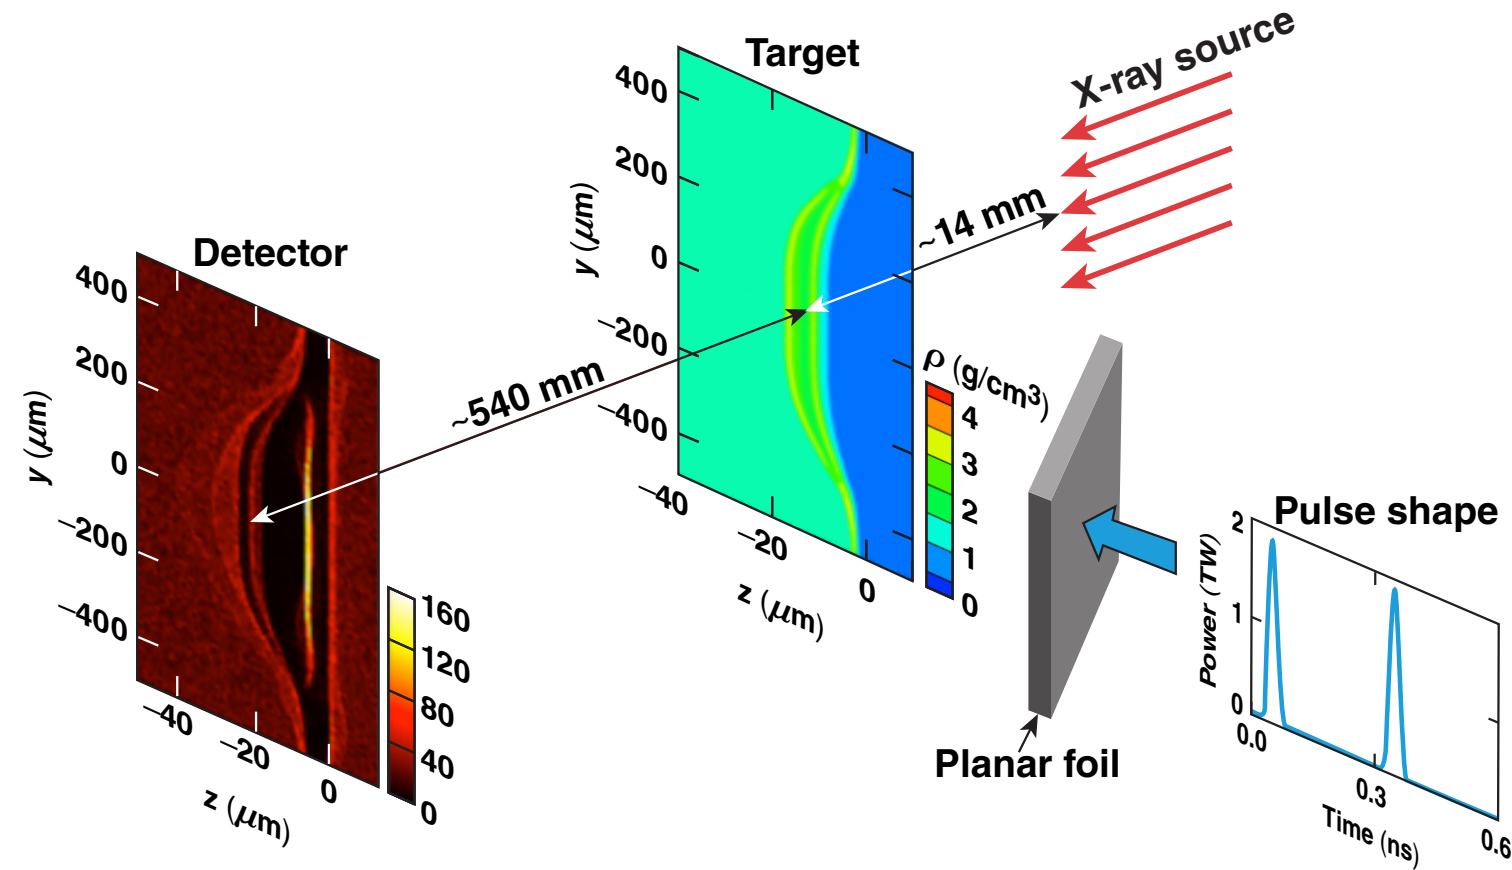 X-ray source
Target
400
200
0
−200
−400
y (μm)
−40
−20
0
z (μm)
~14 mm
~540 mm
Detector
400
200
0
−200
−400
y (μm)
−40
−20
0
z (μm)
160
120
80
40
0
ρ (g/cm³)
4
3
2
1
0
Planar foil
Pulse shape
Power (TW)
2
1
0
0.0
0.3
0.6
Time (ns)